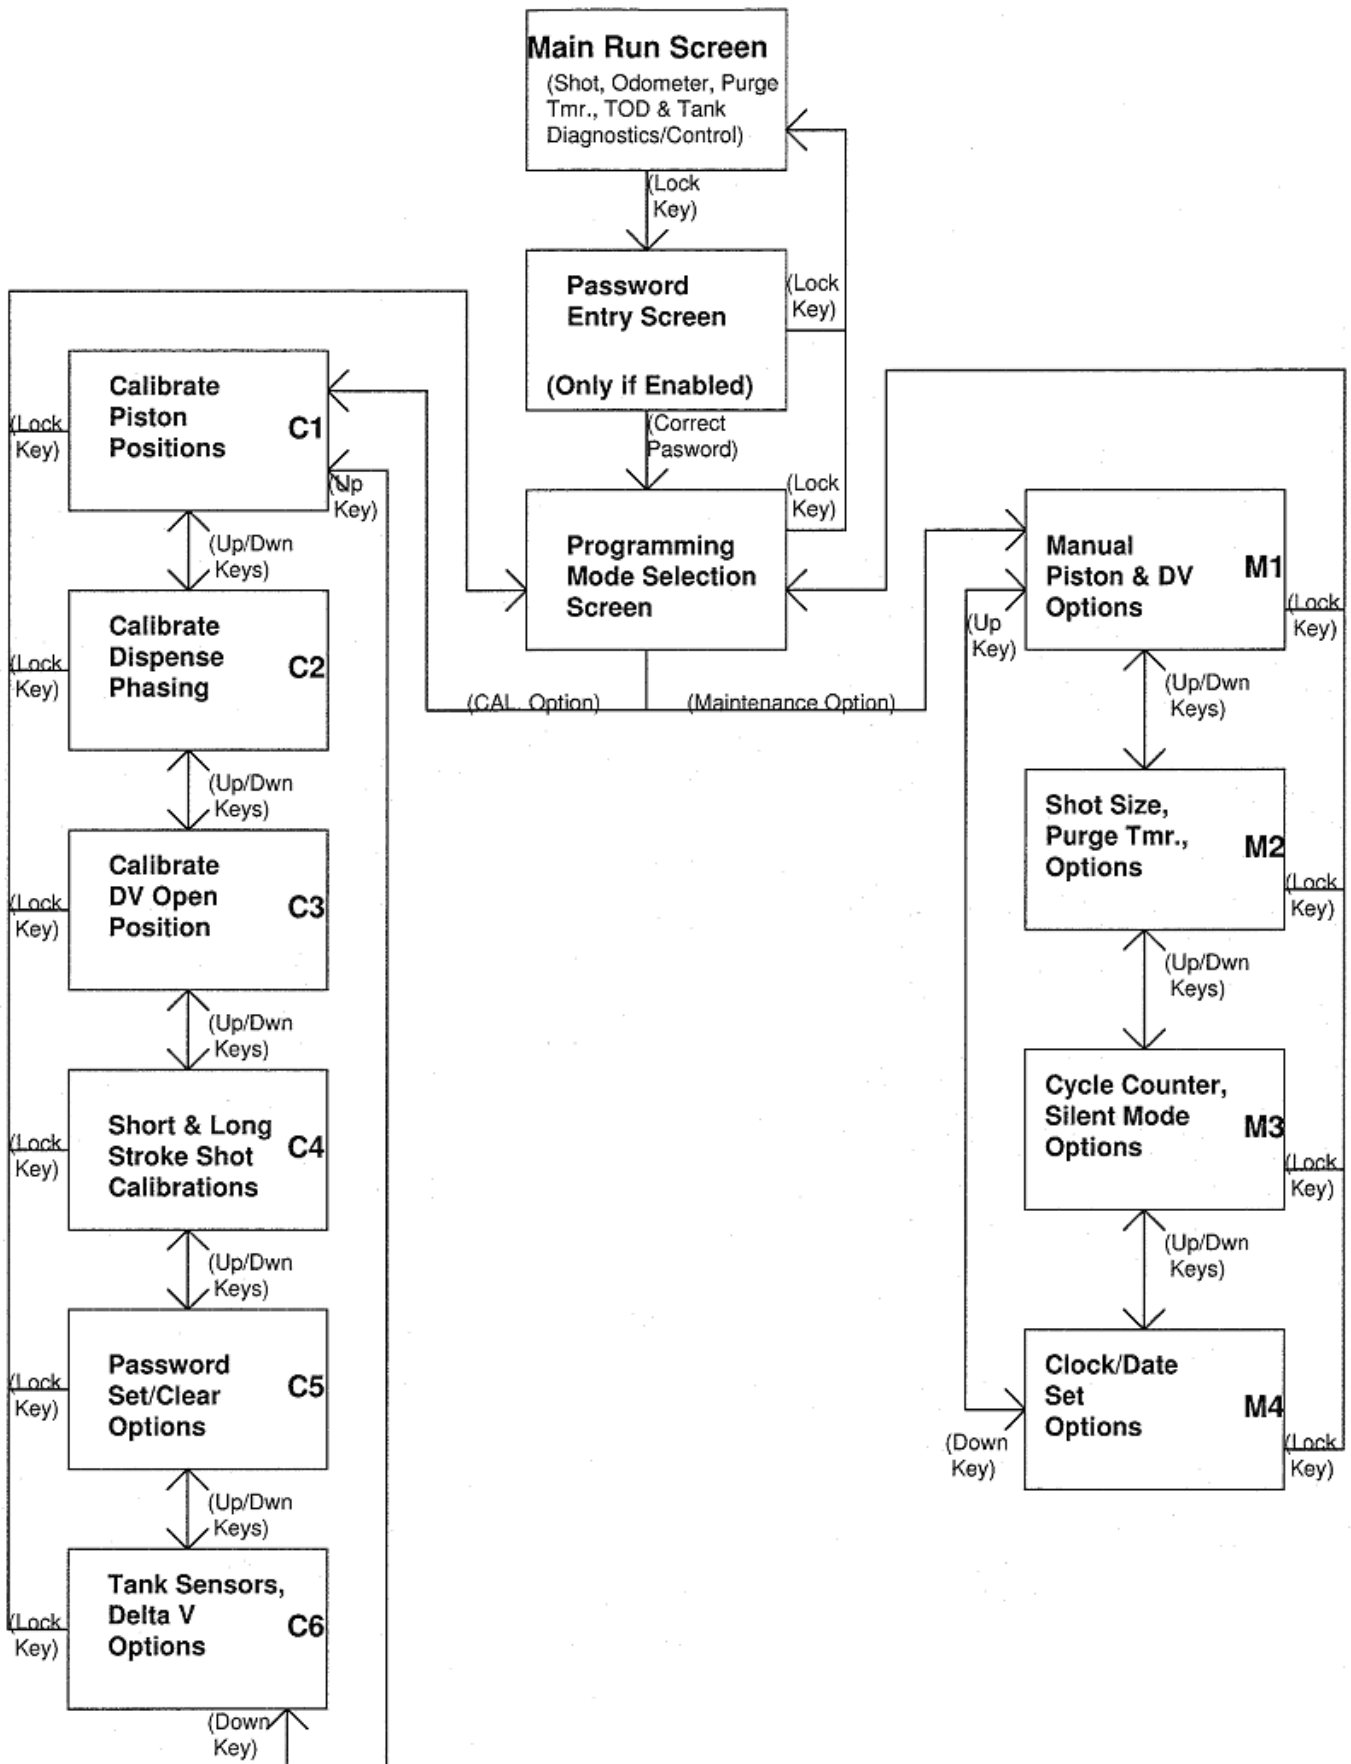 Main Run Screen
(Shot, Odometer, Purge
Tmr., TOD & Tank
Diagnostics/Control)
(Lock
Key)
Password
Entry Screen
(Only if Enabled)
(Lock
Key)
(Correct
Pasword)
Programming
Mode Selection
Screen
(Lock
Key)
(CAL. Option)
(Maintenance Option)
Calibrate
Piston
Positions
C1
(Lock
Key)
(Up
Key)
(Up/Dwn
Keys)
Calibrate
Dispense
Phasing
C2
(Lock
Key)
(Up/Dwn
Keys)
Calibrate
DV Open
Position
C3
(Lock
Key)
(Up/Dwn
Keys)
Short & Long
Stroke Shot
Calibrations
C4
(Lock
Key)
(Up/Dwn
Keys)
Password
Set/Clear
Options
C5
(Lock
Key)
(Up/Dwn
Keys)
Tank Sensors,
Delta V
Options
C6
(Lock
Key)
(Down
Key)
Manual
Piston & DV
Options
M1
(Lock
Key)
(Up
Key)
(Up/Dwn
Keys)
Shot Size,
Purge Tmr.,
Options
M2
(Lock
Key)
(Up/Dwn
Keys)
Cycle Counter,
Silent Mode
Options
M3
(Lock
Key)
(Up/Dwn
Keys)
Clock/Date
Set
Options
M4
(Lock
Key)
(Down
Key)